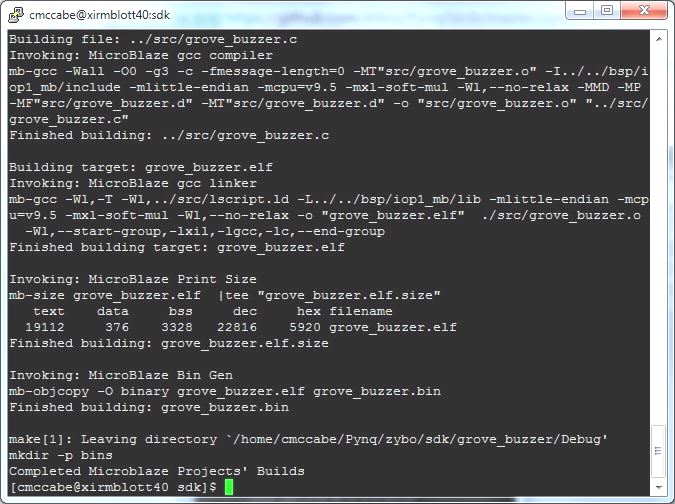 cmccabe@xirmblott40:sdk
Building file: ../src/grove_buzzer.c
Invoking: MicroBlaze gcc compiler
mb-gcc -Wall -O0 -g3 -c -fmessage-length=0 -MT"src/grove_buzzer.o" -I../../bsp/i
op1_mb/include -mlittle-endian -mcpu=v9.5 -mxl-soft-mul -Wl,--no-relax -MMD -MP
-MF"src/grove_buzzer.d" -MT"src/grove_buzzer.d" -o "src/grove_buzzer.o" "../src/
grove_buzzer.c"
Finished building: ../src/grove_buzzer.c
Building target: grove_buzzer.elf
Invoking: MicroBlaze gcc linker
mb-gcc -Wl,-T -Wl,../src/lscript.ld -L../../bsp/iop1_mb/lib -mlittle-endian -mcp
u=v9.5 -mxl-soft-mul -Wl,--no-relax -o "grove_buzzer.elf"  ./src/grove_buzzer.o
-Wl,--start-group,-lxil,-lgcc,-lc,--end-group
Finished building target: grove_buzzer.elf
Invoking: MicroBlaze Print Size
mb-size grove_buzzer.elf  |tee "grove_buzzer.elf.size"
text    data     bss     dec     hex filename
19112     376    3328   22816    5920 grove_buzzer.elf
Finished building: grove_buzzer.elf.size
Invoking: MicroBlaze Bin Gen
mb-objcopy -O binary grove_buzzer.elf grove_buzzer.bin
Finished building: grove_buzzer.bin
make[1]: Leaving directory `/home/cmccabe/Pynq/zybo/sdk/grove_buzzer/Debug'
mkdir -p bins
Completed Microblaze Projects' Builds
[cmccabe@xirmblott40 sdk]$